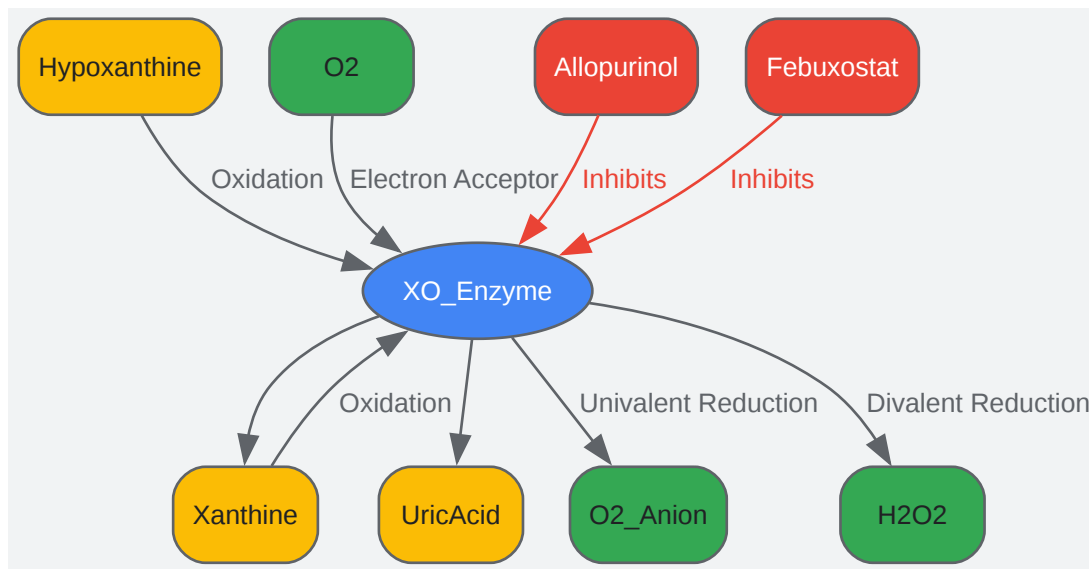 Hypoxanthine
O2
Allopurinol
Febuxostat
Oxidation
Electron Acceptor
Inhibits
Inhibits
XO_Enzyme
Oxidation
Univalent Reduction
Divalent Reduction
Xanthine
UricAcid
O2_Anion
H2O2